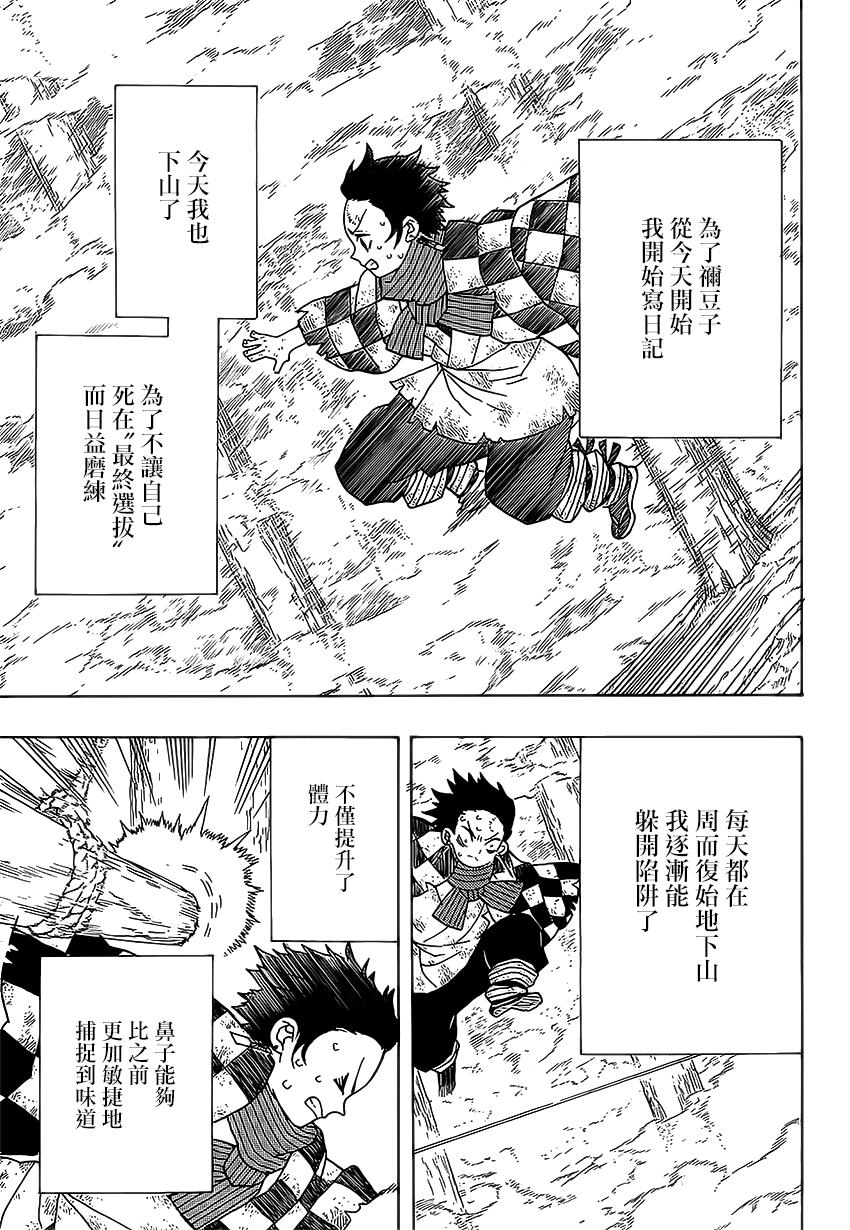 為了禰豆子
從今天開始
我開始寫日記
今天我也
下山了
為了不讓自己
死在〝最終選拔〞
而日益磨練
每天都在
周而復始地下山
我逐漸能
躲開陷阱了
不僅提升了
體力
鼻子能夠
比之前
更加敏捷地
捕捉到味道